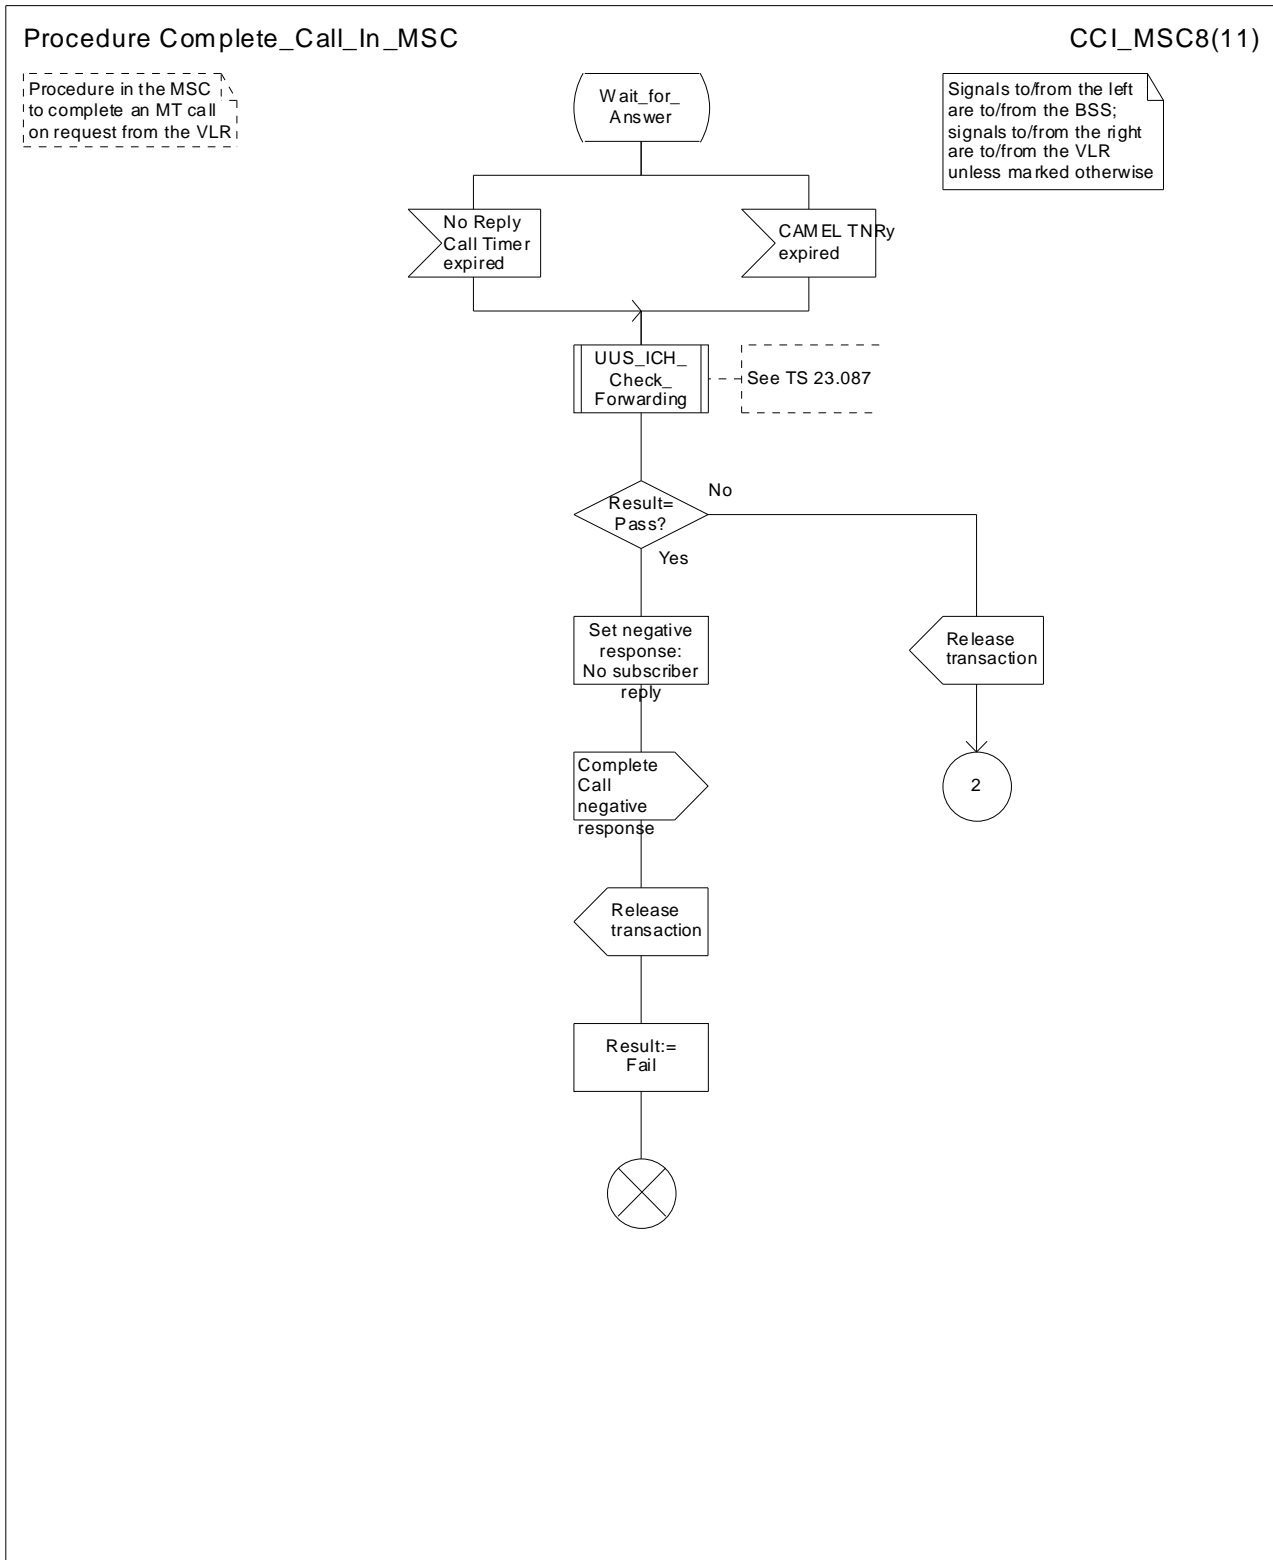 Procedure Complete_Call_In_MSC
CCI_MSC8(11)
Procedure in the MSC
to complete an MT call
on request from the VLR
Wait_for_
Answer
Signals to/from the left
are to/from the BSS;
signals to/from the right
are to/from the VLR
unless marked otherwise
No Reply
Call Timer
expired
CAMEL TNRy
expired
UUS_ICH_
Check_
Forwarding
See TS 23.087
Result=
Pass?
No
Yes
Set negative
response:
No subscriber
reply
Release
transaction
Complete
Call
negative
response
2
Release
transaction
Result:=
Fail